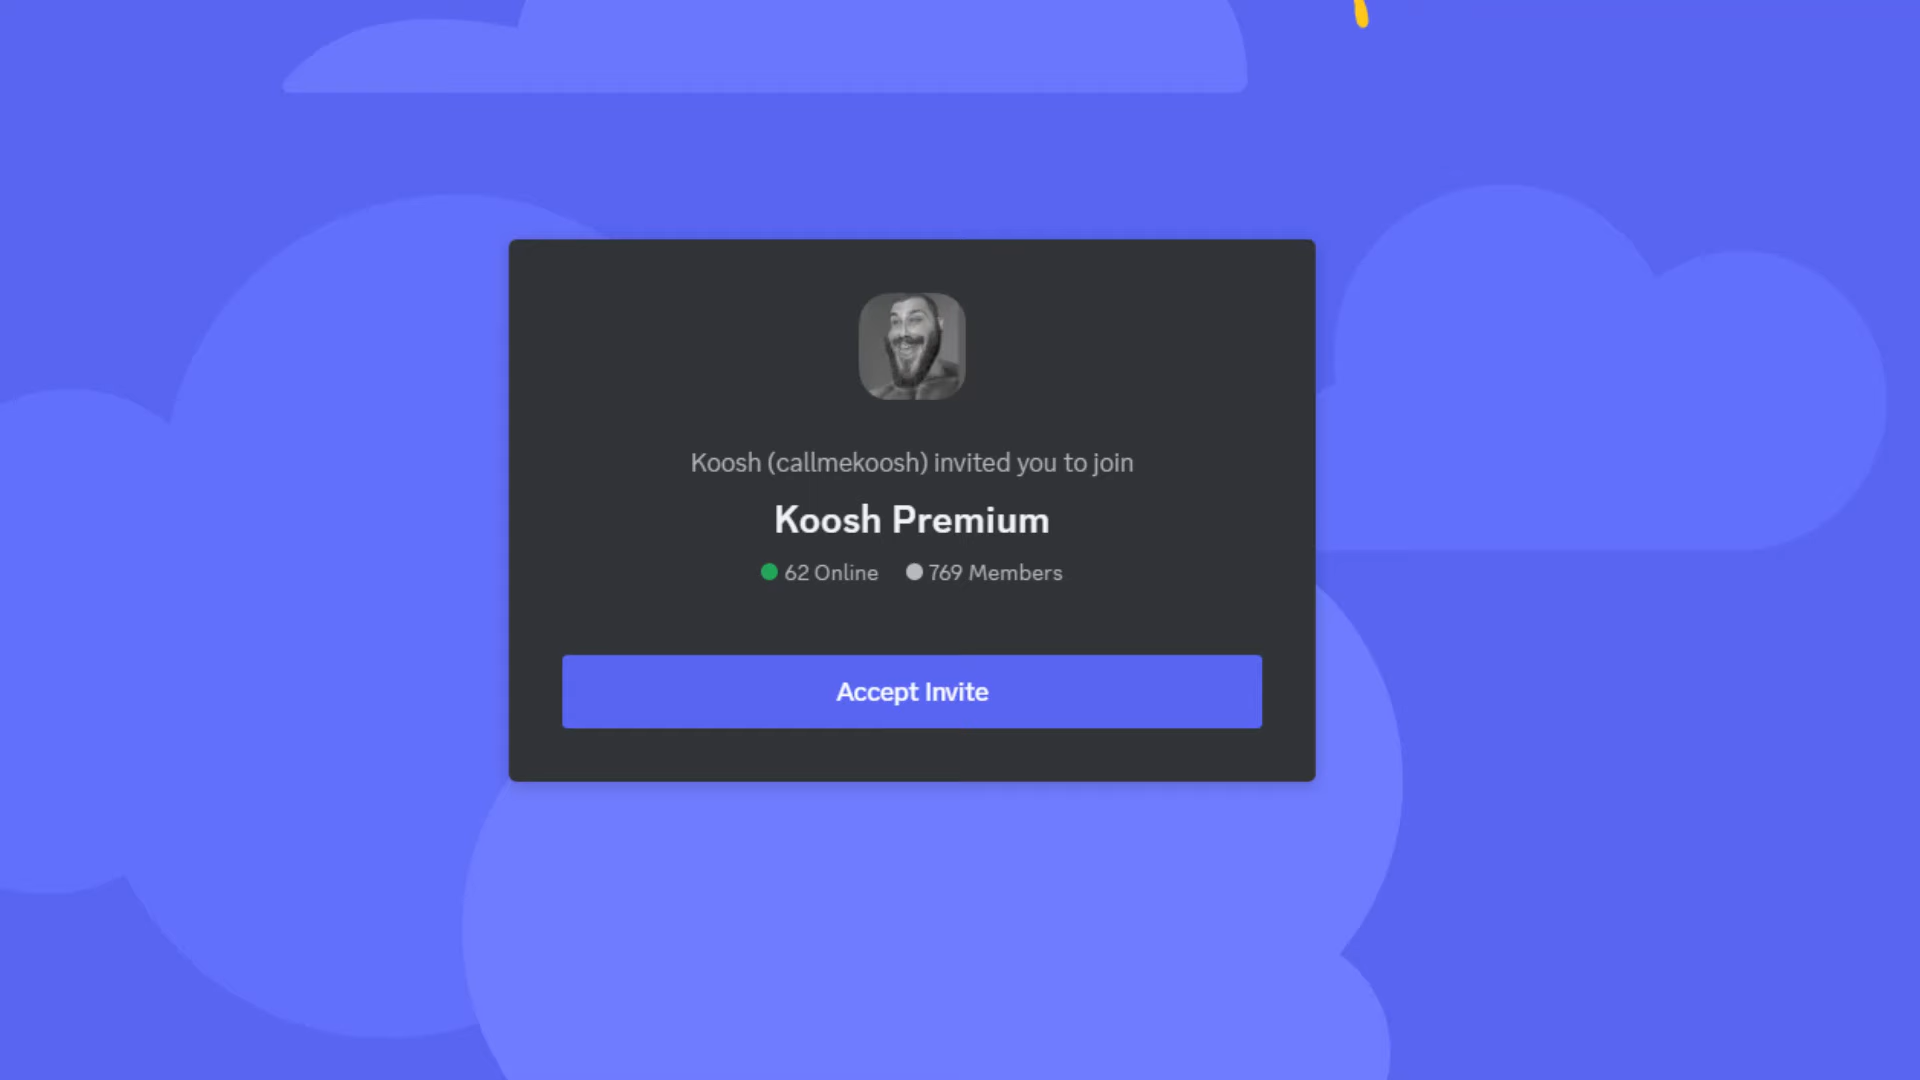 Koosh (callmekoosh) invited you to join
Koosh Premium
62 Online 769 Members
Accept Invite